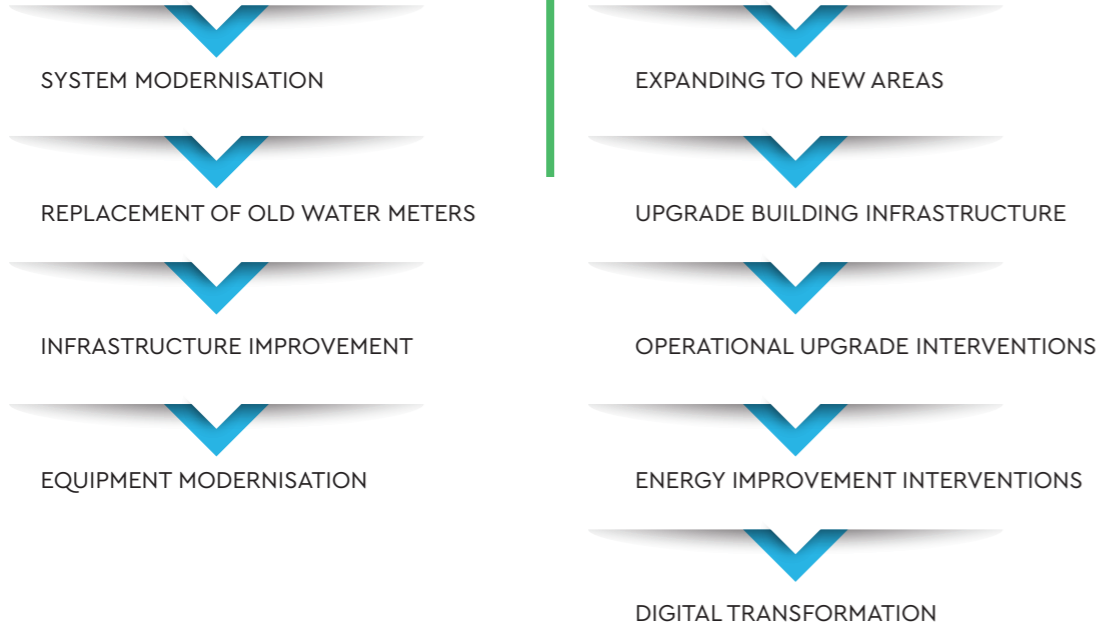 SYSTEM MODERNISATION
REPLACEMENT OF OLD WATER METERS
INFRASTRUCTURE IMPROVEMENT
EQUIPMENT MODERNISATION
EXPANDING TO NEW AREAS
UPGRADE BUILDING INFRASTRUCTURE
OPERATIONAL UPGRADE INTERVENTIONS
ENERGY IMPROVEMENT INTERVENTIONS
DIGITAL TRANSFORMATION